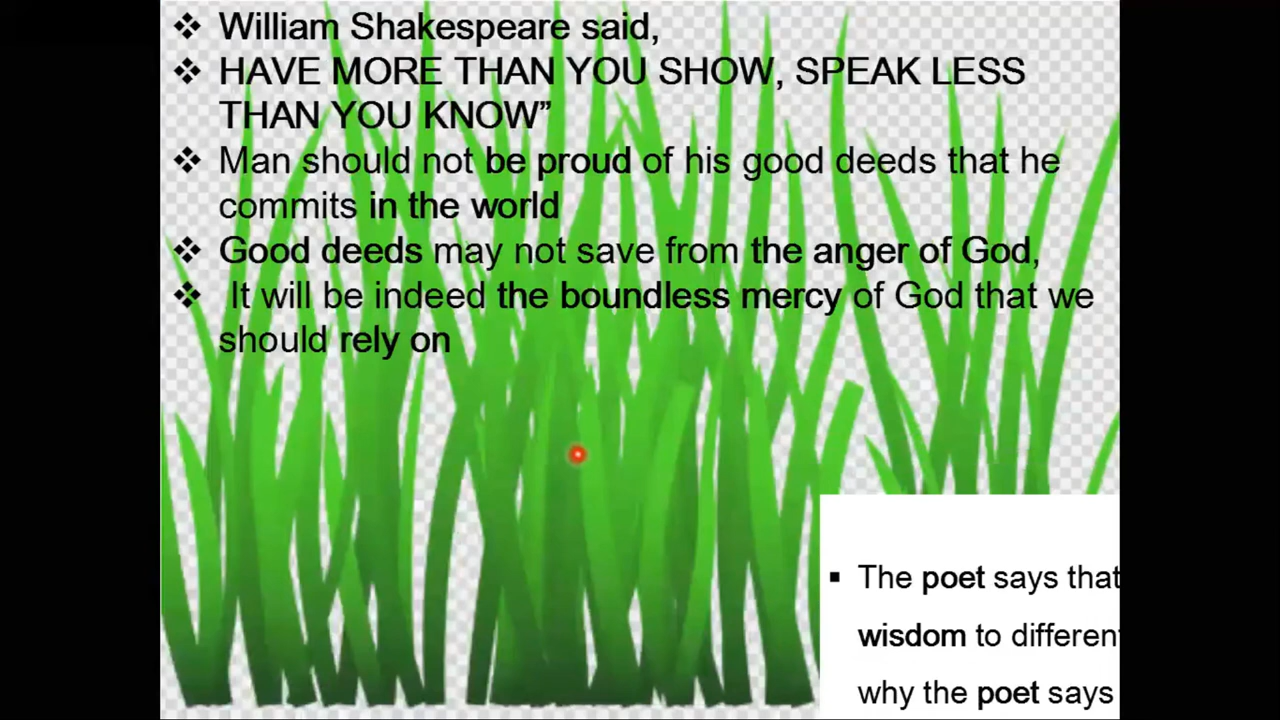 William Shakespeare said,
HAVE MORE THAN YOU SHOW, SPEAK LESS
THAN YOU KNOW”
Man should not be proud of his good deeds that he
commits in the world
Good deeds may not save from the anger of God,
It will be indeed the boundless mercy of God that we
should rely on
The poet says that
wisdom to different
why the poet says